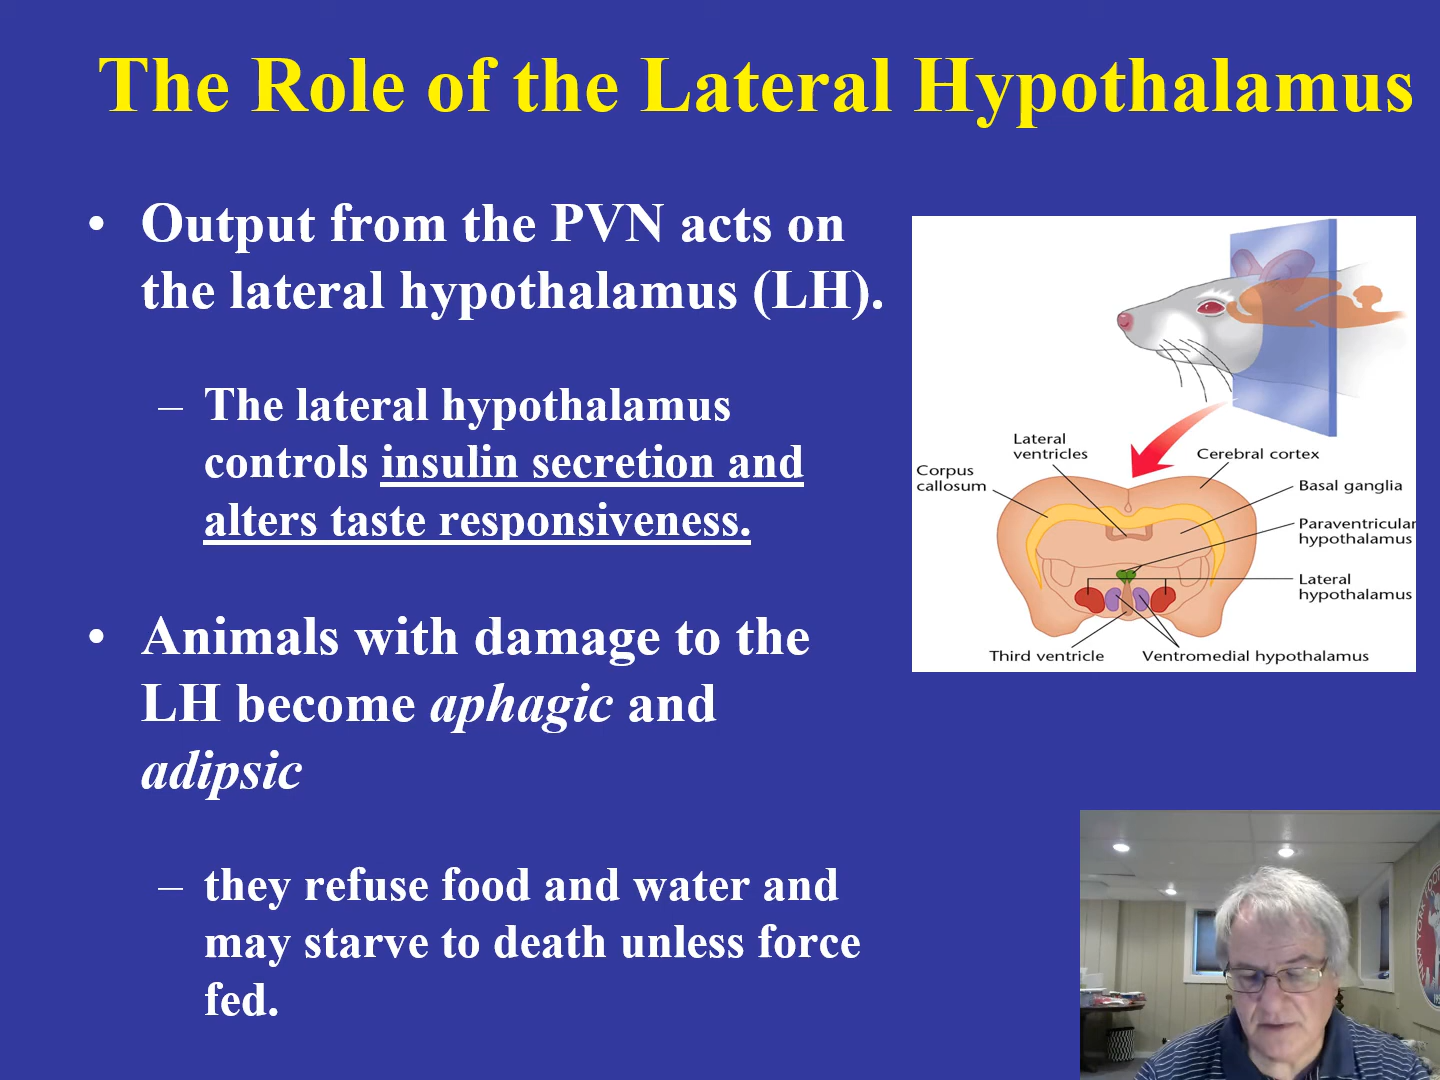 The Role of the Lateral Hypothalamus
• Output from the PVN acts on
the lateral hypothalamus (LH).
– The lateral hypothalamus
controls insulin secretion and
alters taste responsiveness.
• Animals with damage to the
LH become aphagic and
adipsic
– they refuse food and water and
may starve to death unless force
fed.
Lateral
ventricles
Cerebral cortex
Corpus
callosum
Basal ganglia
Paraventricular
hypothalamus
Lateral
hypothalamus
Third ventricle
Ventromedial hypothalamus